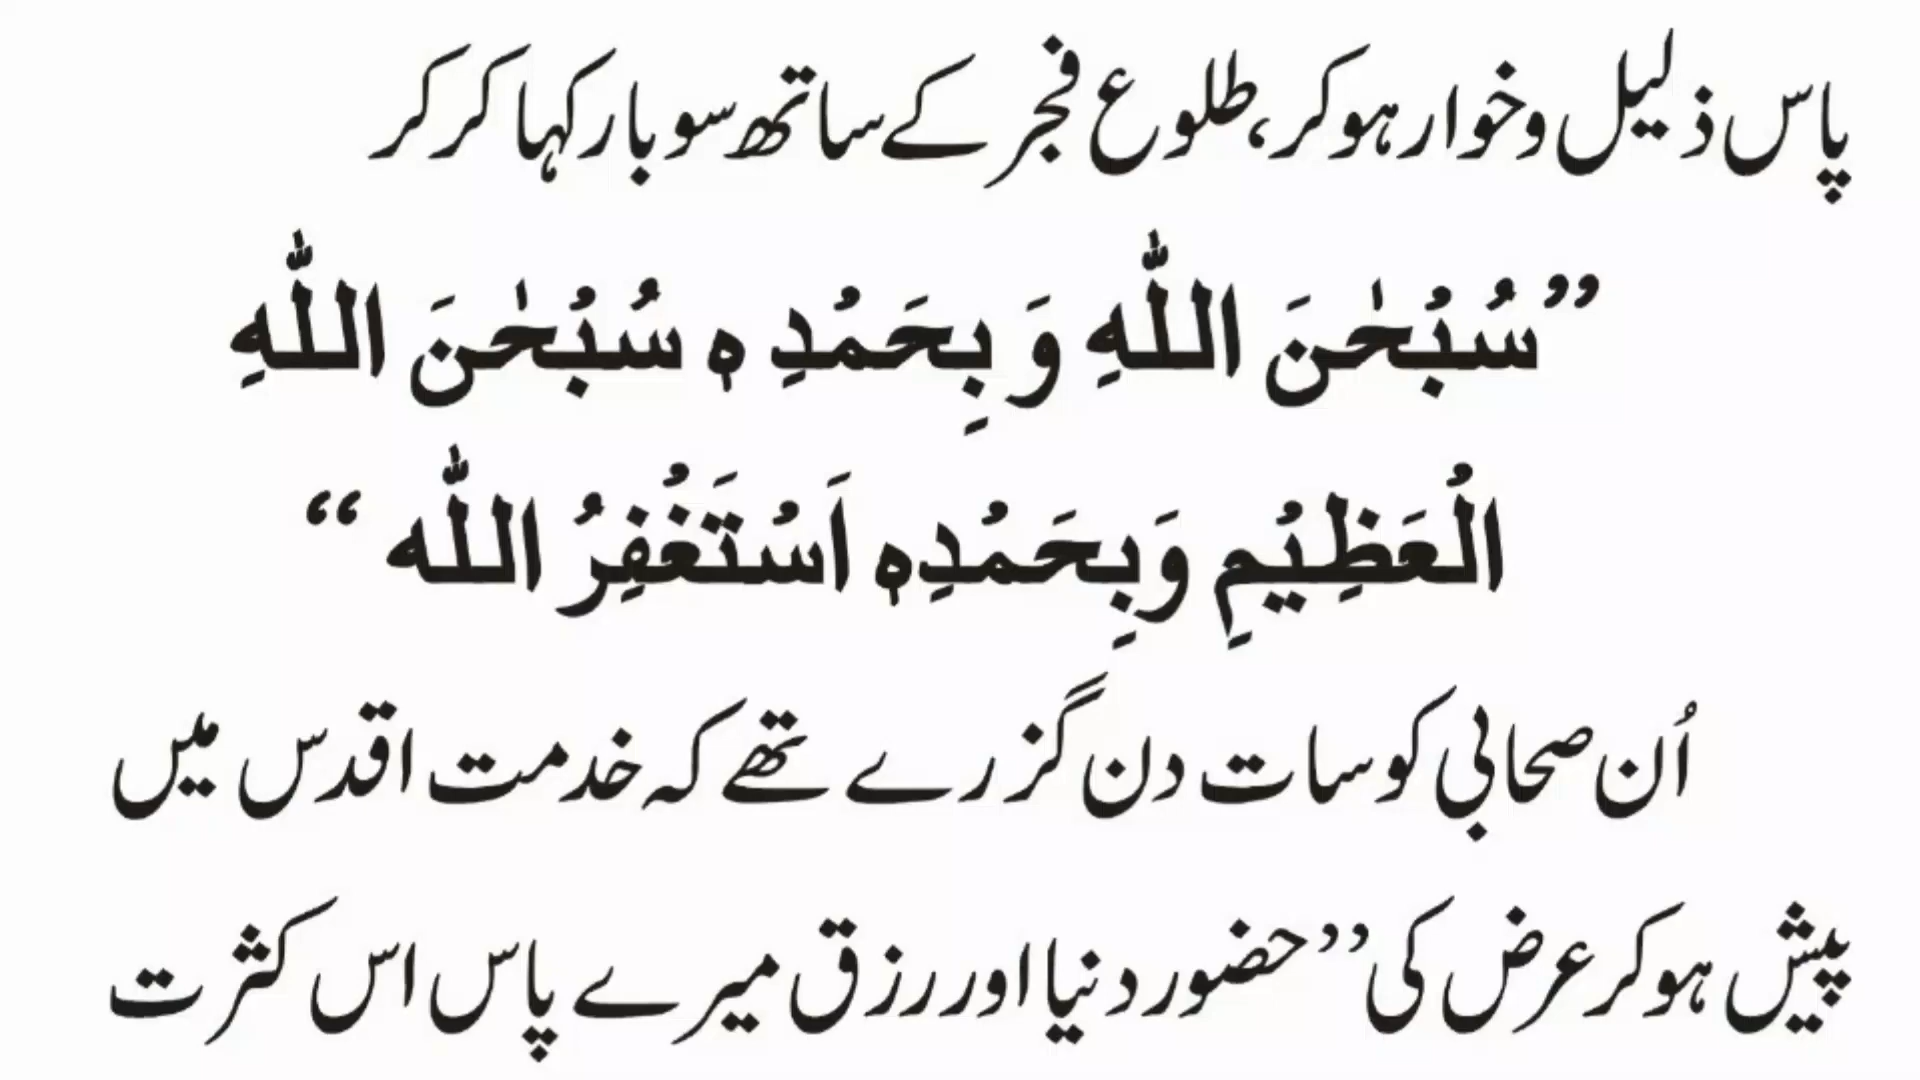 پاس ذلیل و خوار ہو کر، طلوع فجر کے ساتھ سو بار کہا کر کر
”سُبْحٰنَ اللّٰهِ وَ بِحَمْدِ ہٖ سُبْحٰنَ اللّٰهِ
الْعَظِیْمِ وَبِحَمْدِہٖ اَسْتَغْفِرُ اللّٰه “
اُن صحابی کو سات دن گزرے تھے کہ خدمت اقدس میں
پیش ہو کر عرض کی ”حضور دنیا اور رزق میرے پاس اس کثرت